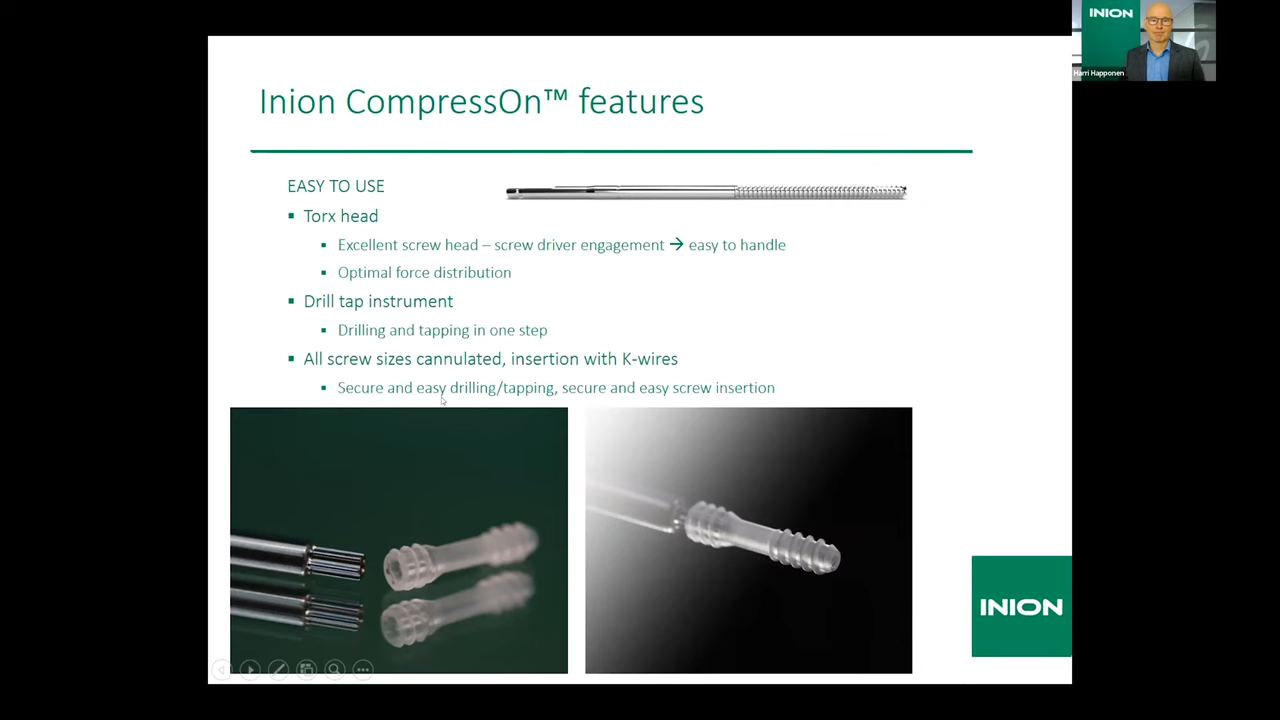 INION
Harri Happonen
Inion CompressOn™ features
EASY TO USE
▪ Torx head
▪ Excellent screw head – screw driver engagement → easy to handle
▪ Optimal force distribution
▪ Drill tap instrument
▪ Drilling and tapping in one step
▪ All screw sizes cannulated, insertion with K-wires
▪ Secure and easy drilling/tapping, secure and easy screw insertion
INION